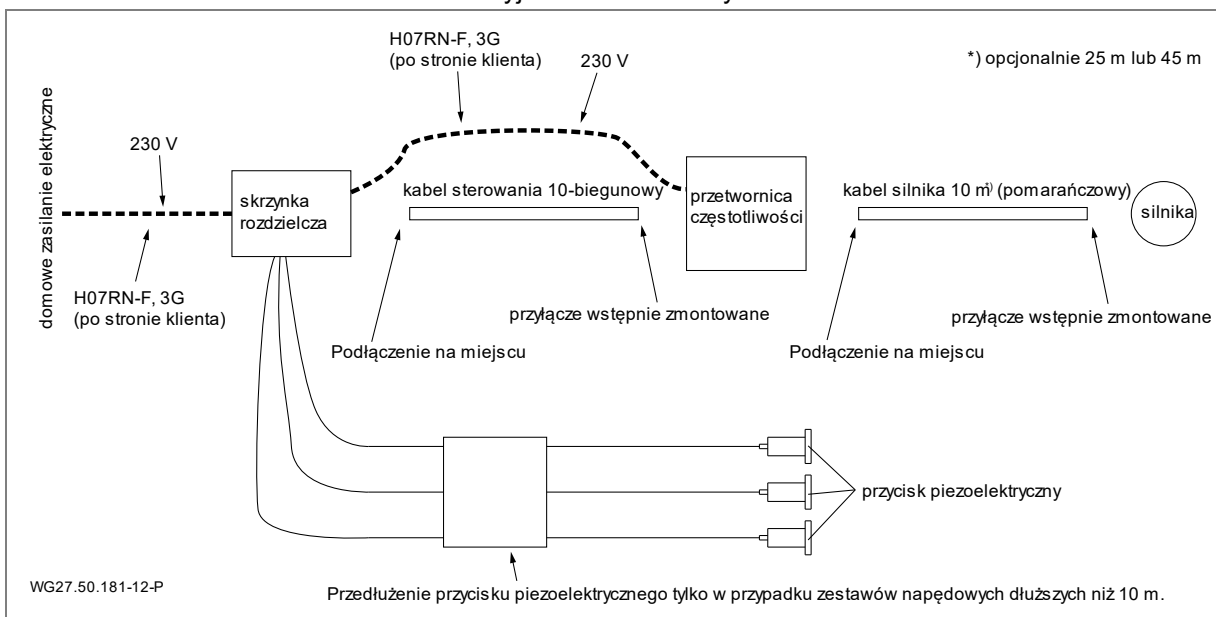 H07RN-F, 3G
(po stronie klienta)
230 V
*) opcjonalnie 25 m lub 45 m
domowe zasilanie elektryczne
230 V
skrzynka
rozdzielcza
kabel sterowania 10-biegunowy
przetwornica
częstotliwości
kabel silnika 10 m*) (pomarańczowy)
silnika
H07RN-F, 3G
(po stronie klienta)
przyłącze wstępnie zmontowane
przyłącze wstępnie zmontowane
Podłączenie na miejscu
Podłączenie na miejscu
przycisk piezoelektryczny
WG27.50.181-12-P
Przedłużenie przycisku piezoelektrycznego tylko w przypadku zestawów napędowych dłuższych niż 10 m.